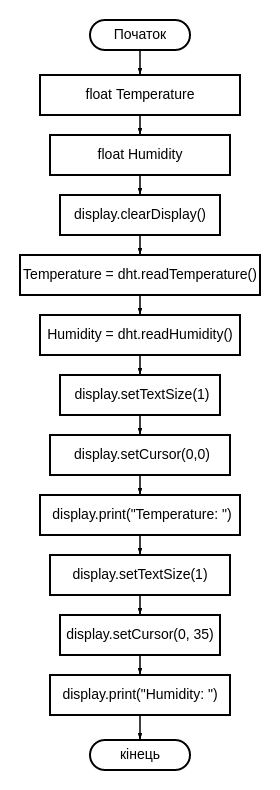 Початок
float Temperature
float Humidity
display.clearDisplay()
Temperature = dht.readTemperature()
Humidity = dht.readHumidity()
display.setTextSize(1)
display.setCursor(0,0)
display.print("Temperature: ")
display.setTextSize(1)
display.setCursor(0, 35)
display.print("Humidity: ")
кінець